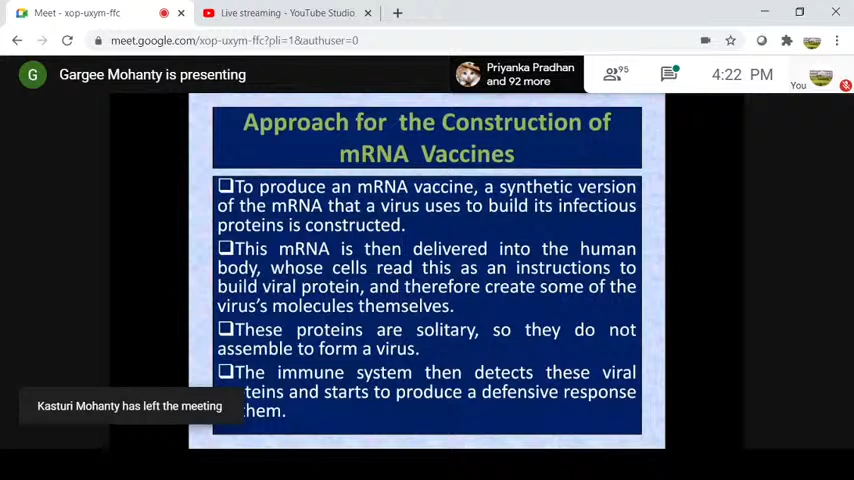 Meet - xop-uxym-ffc
Live streaming - YouTube Studio
meet.google.com/xop-uxym-ffc?pli=1&authuser=0
G
Gargee Mohanty is presenting
Priyanka Pradhan
and 92 more
95
4:22 PM
You
Approach for the Construction of
mRNA Vaccines
To produce an mRNA vaccine, a synthetic version
of the mRNA that a virus uses to build its infectious
proteins is constructed.
This mRNA is then delivered into the human
body, whose cells read this as an instructions to
build viral protein, and therefore create some of the
virus's molecules themselves.
These proteins are solitary, so they do not
assemble to form a virus.
The immune system then detects these viral
teins and starts to produce a defensive response
them.
Kasturi Mohanty has left the meeting